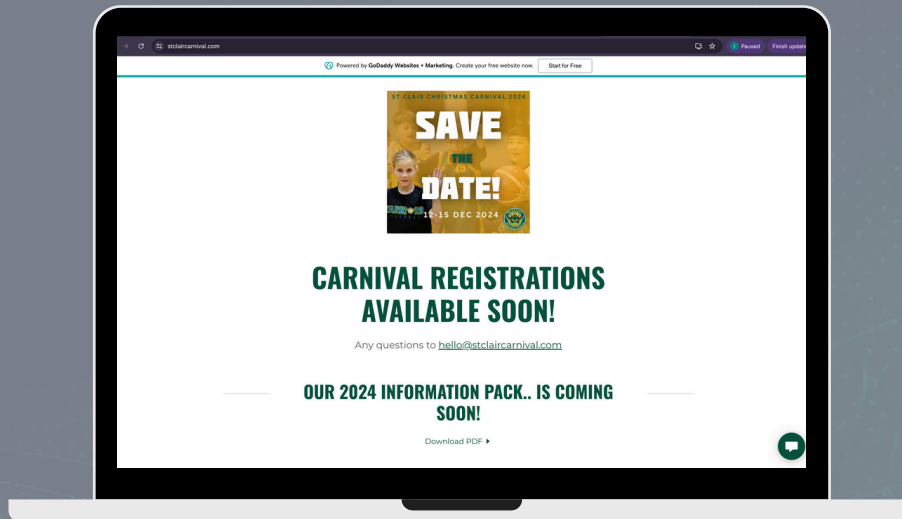 stclaircarnival.com
Paused
Finish update
Powered by GoDaddy Websites + Marketing. Create your free website now.
Start for Free
ST CLAIR CHRISTMAS CARNIVAL 2024
SAVE
THE
DATE!
12-15 DEC 2024
CARNIVAL REGISTRATIONS
AVAILABLE SOON!
Any questions to hello@stclaircarnival.com
OUR 2024 INFORMATION PACK.. IS COMING
SOON!
Download PDF